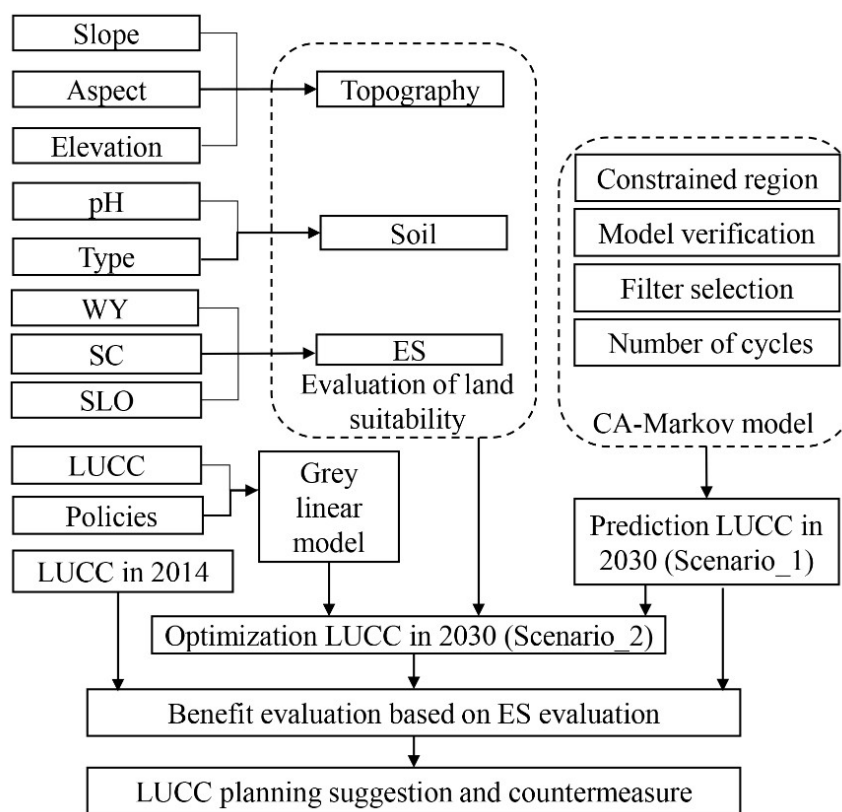 Slope
Aspect
Elevation
pH
Type
WY
SC
SLO
LUCC
Policies
LUCC in 2014
Topography
Soil
ES
Evaluation of land
suitability
Grey
linear
model
Constrained region
Model verification
Filter selection
Number of cycles
CA-Markov model
Prediction LUCC in
2030 (Scenario_1)
Optimization LUCC in 2030 (Scenario_2)
Benefit evaluation based on ES evaluation
LUCC planning suggestion and countermeasure